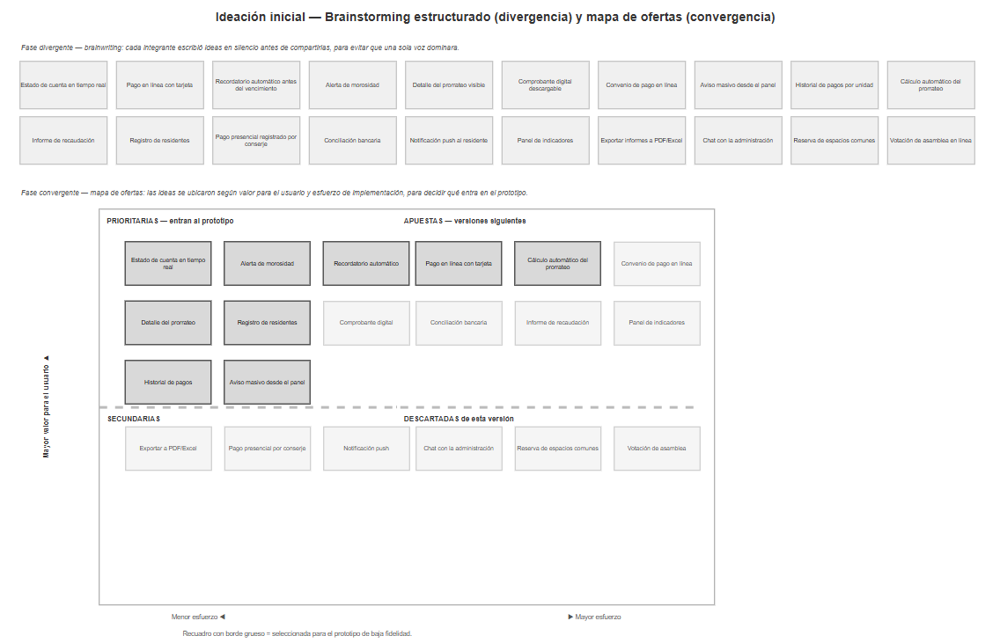 Ideación inicial — Brainstorming estructurado (divergencia) y mapa de ofertas (convergencia)
Fase divergente — brainwriting: cada integrante escribió ideas en silencio antes de compartirlas, para evitar que una sola voz dominara.
Estado de cuenta en tiempo real
Pago en línea con tarjeta
Recordatorio automático antes
del vencimiento
Alerta de morosidad
Detalle del prorrateo visible
Comprobante digital
descargable
Convenio de pago en línea
Aviso masivo desde el panel
Historial de pagos por unidad
Cálculo automático del
prorrateo
Informe de recaudación
Registro de residentes
Pago presencial registrado por
conserje
Conciliación bancaria
Notificación push al residente
Panel de indicadores
Exportar informes a PDF/Excel
Chat con la administración
Reserva de espacios comunes
Votación de asamblea en línea
Fase convergente — mapa de ofertas: las ideas se ubicaron según valor para el usuario y esfuerzo de implementación, para decidir qué entra en el prototipo.
PRIORITARIAS — entran al prototipo
APUESTAS — versiones siguientes
Estado de cuenta en tiempo
real
Alerta de morosidad
Recordatorio automático
Pago en línea con tarjeta
Cálculo automático del
prorrateo
Convenio de pago en línea
Detalle del prorrateo
Registro de residentes
Comprobante digital
Conciliación bancaria
Informe de recaudación
Panel de indicadores
Historial de pagos
Aviso masivo desde el panel
Mayor valor para el usuario ▲
SECUNDARIAS
DESCARTADAS de esta versión
Exportar a PDF/Excel
Pago presencial por conserje
Notificación push
Chat con la administración
Reserva de espacios comunes
Votación de asamblea
Menor esfuerzo ◀
▶ Mayor esfuerzo
Recuadro con borde grueso = seleccionada para el prototipo de baja fidelidad.